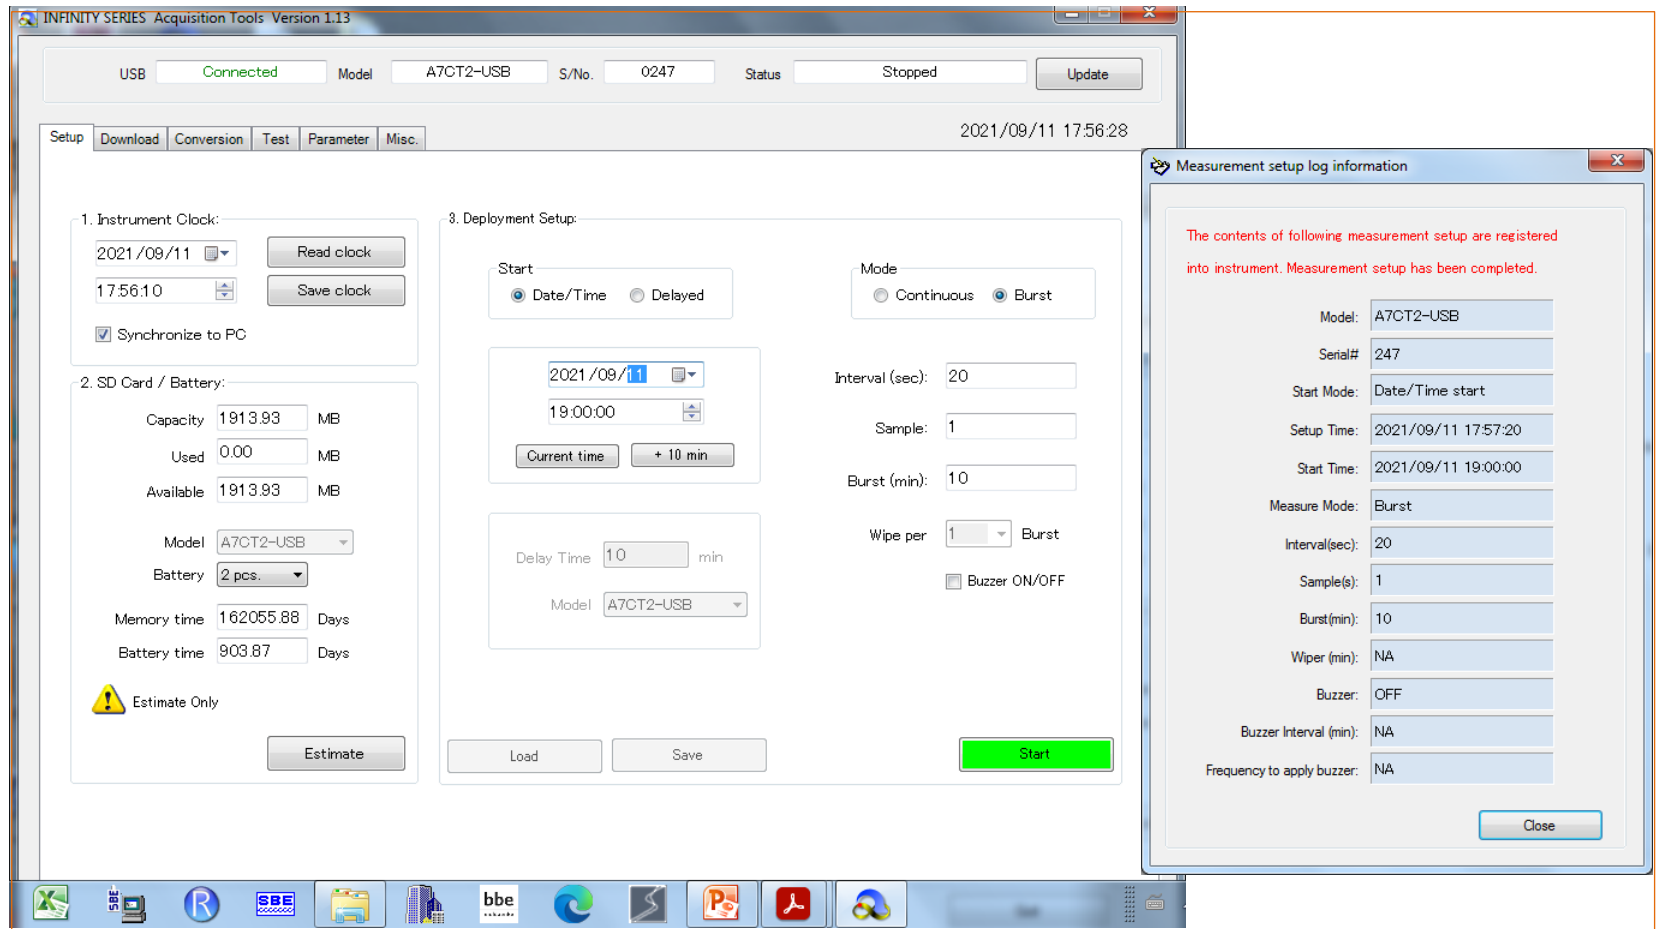 INFINITY SERIES Acquisition Tools Version 1.13
USB Connected Model A7CT2-USB S/No. 0247 Status Stopped Update
Setup Download Conversion Test Parameter Misc.
2021/09/11 17:56:28
1. Instrument Clock:
2021/09/11 Read clock
17:56:10 Save clock
Synchronize to PC
2. SD Card / Battery:
Capacity 1913.93 MB
Used 0.00 MB
Available 1913.93 MB
Model A7CT2-USB
Battery 2 pcs.
Memory time 162055.88 Days
Battery time 903.87 Days
Estimate Only
Estimate
3. Deployment Setup:
Start
Date/Time Delayed
2021/09/11
19:00:00
Current time + 10 min
Delay Time 10 min
Model A7CT2-USB
Mode
Continuous Burst
Interval (sec): 20
Sample: 1
Burst (min): 10
Wipe per 1 Burst
Buzzer ON/OFF
Load Save Start
Measurement setup log information
The contents of following measurement setup are registered
into instrument. Measurement setup has been completed.
Model: A7CT2-USB
Serial# 247
Start Mode: Date/Time start
Setup Time: 2021/09/11 17:57:20
Start Time: 2021/09/11 19:00:00
Measure Mode: Burst
Interval(sec): 20
Sample(s): 1
Burst(min): 10
Wiper (min): NA
Buzzer: OFF
Buzzer Interval (min): NA
Frequency to apply buzzer: NA
Close
SBE R SBE bbe P